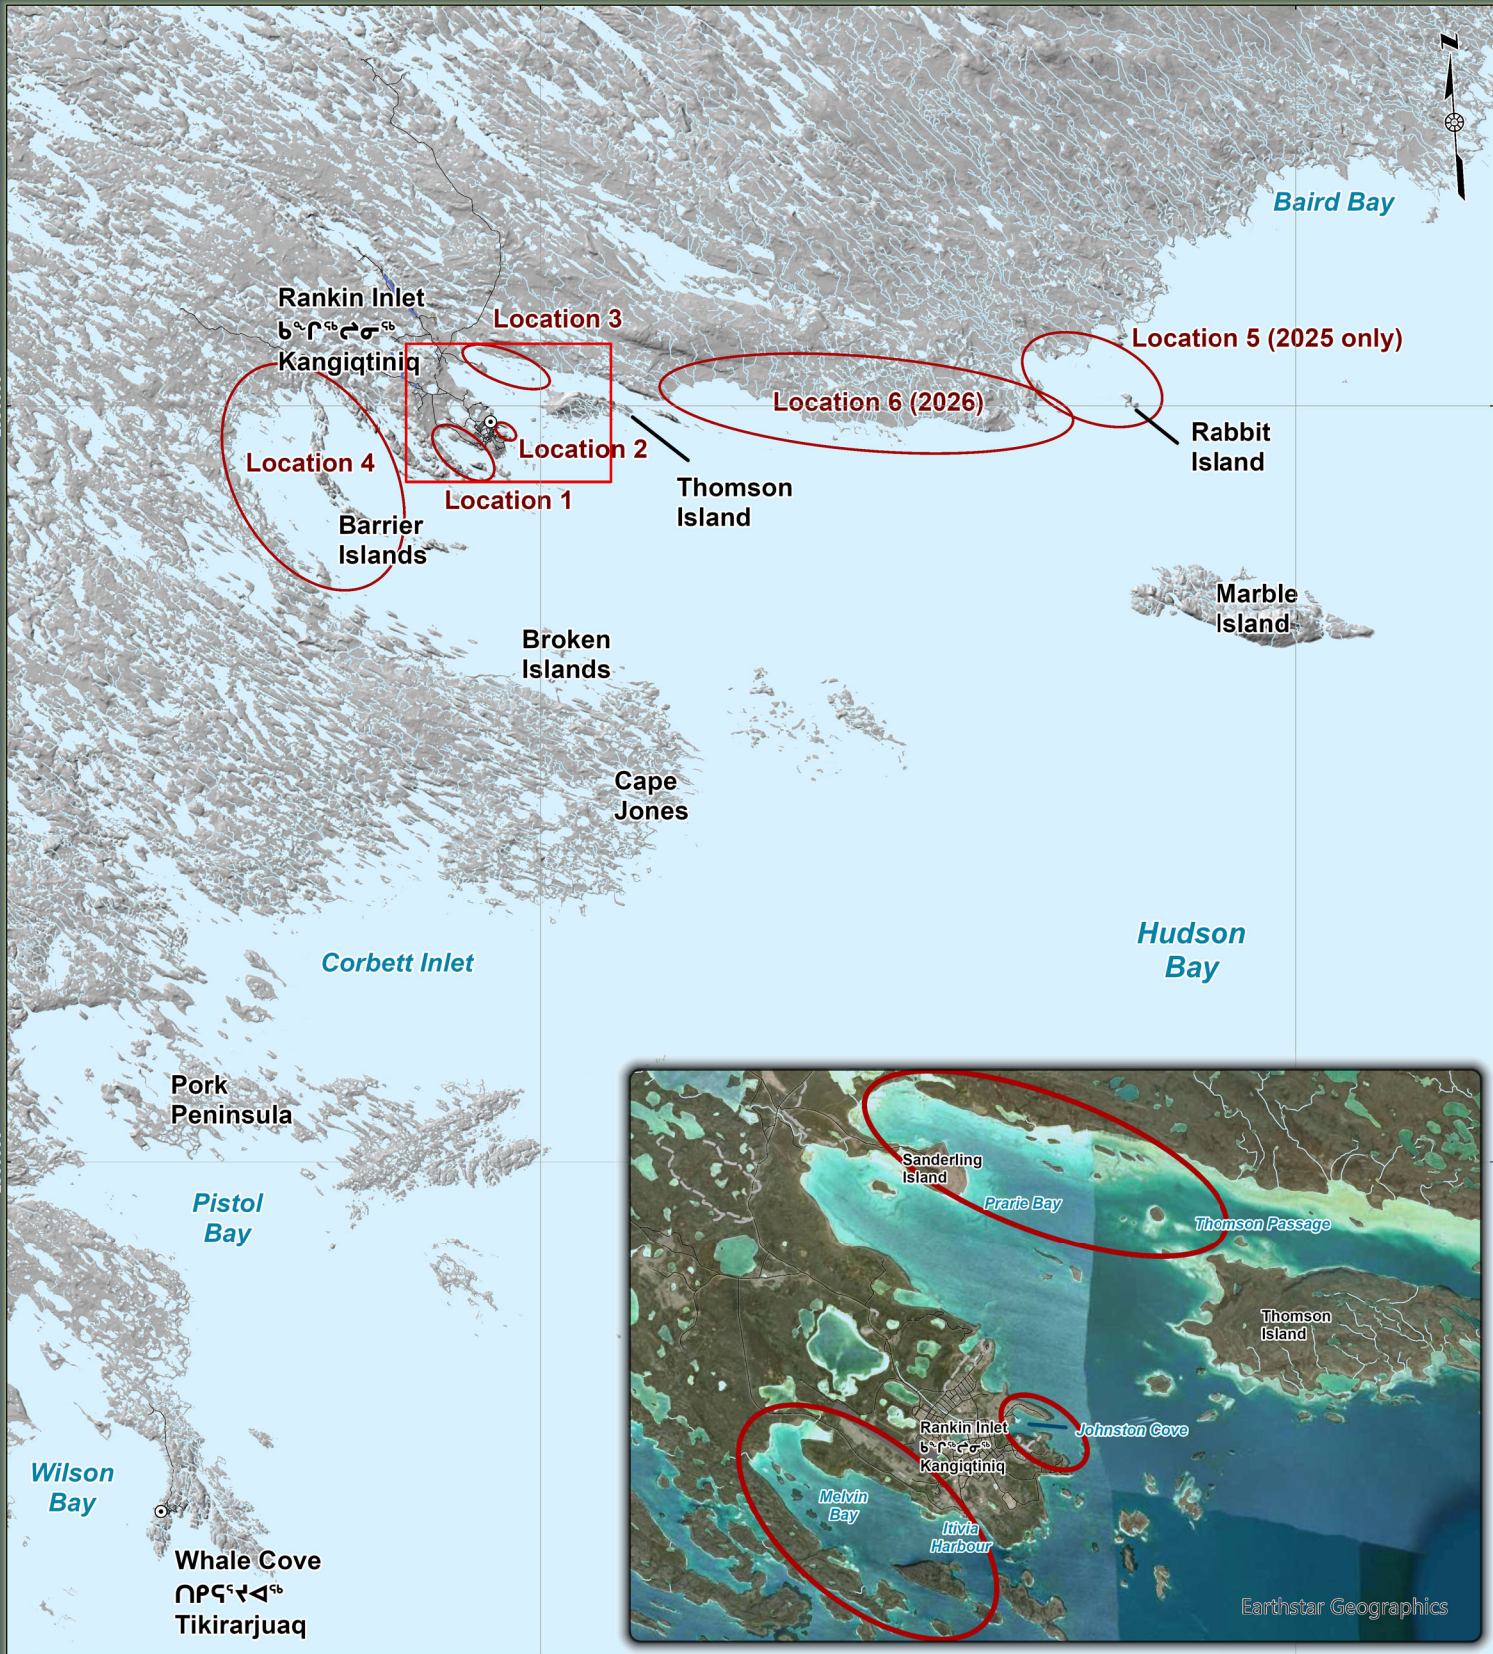 N
Baird Bay
Rankin Inlet
ᑲᖏᖅᖠᓂᖅ
Kangiqtiniq
Location 3
Location 5 (2025 only)
Location 6 (2026)
Rabbit
Island
Location 4
Location 2
Location 1
Thomson
Island
Barrier
Islands
Marble
Island
Broken
Islands
Cape
Jones
Corbett Inlet
Hudson
Bay
Pork
Peninsula
Pistol
Bay
Wilson
Bay
Whale Cove
ᑎᑭᕋᕐᔪᐊᖅ
Tikirarjuaq
Sanderling
Island
Prarie Bay
Thomson Passage
Thomson
Island
Rankin Inlet
ᑲᖏᖅᖠᓂᖅ
Kangiqtiniq
Johnston Cove
Melvin
Bay
Itivia
Harbour
Earthstar Geographics